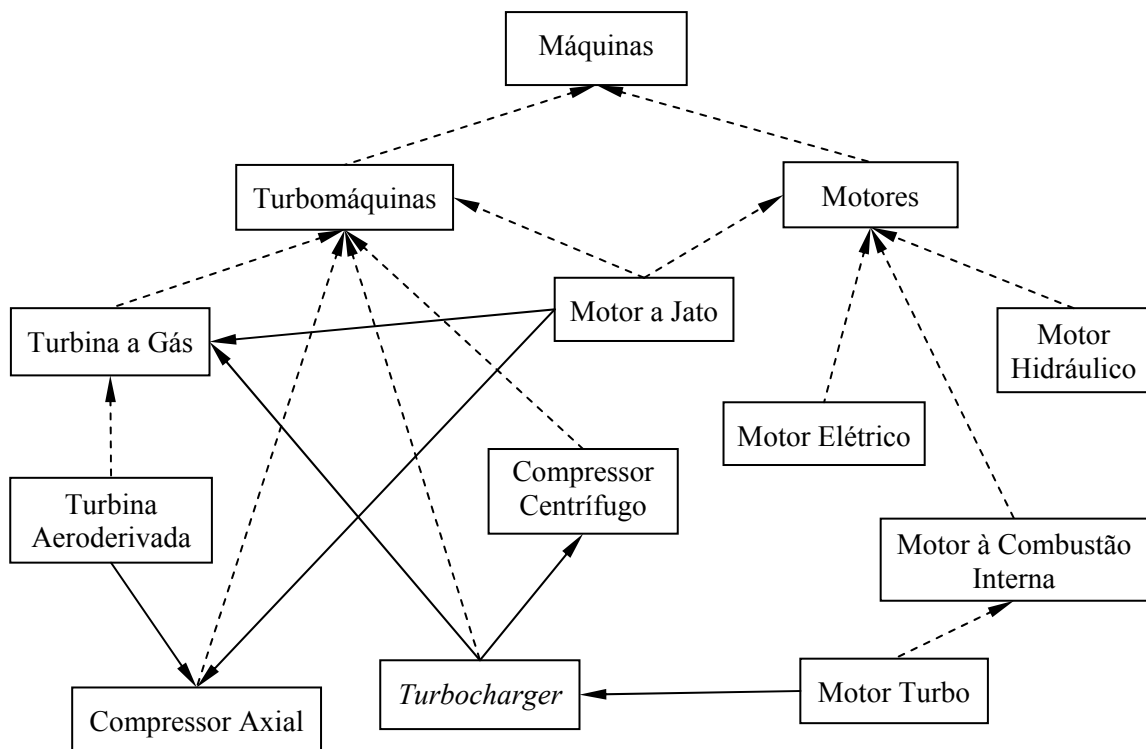 Máquinas
Turbomáquinas
Motores
Turbina a Gás
Motor a Jato
Motor
Hidráulico
Motor Elétrico
Compressor
Centrífugo
Turbina
Aeroderivada
Motor à Combustão
Interna
Compressor Axial
Turbocharger
Motor Turbo